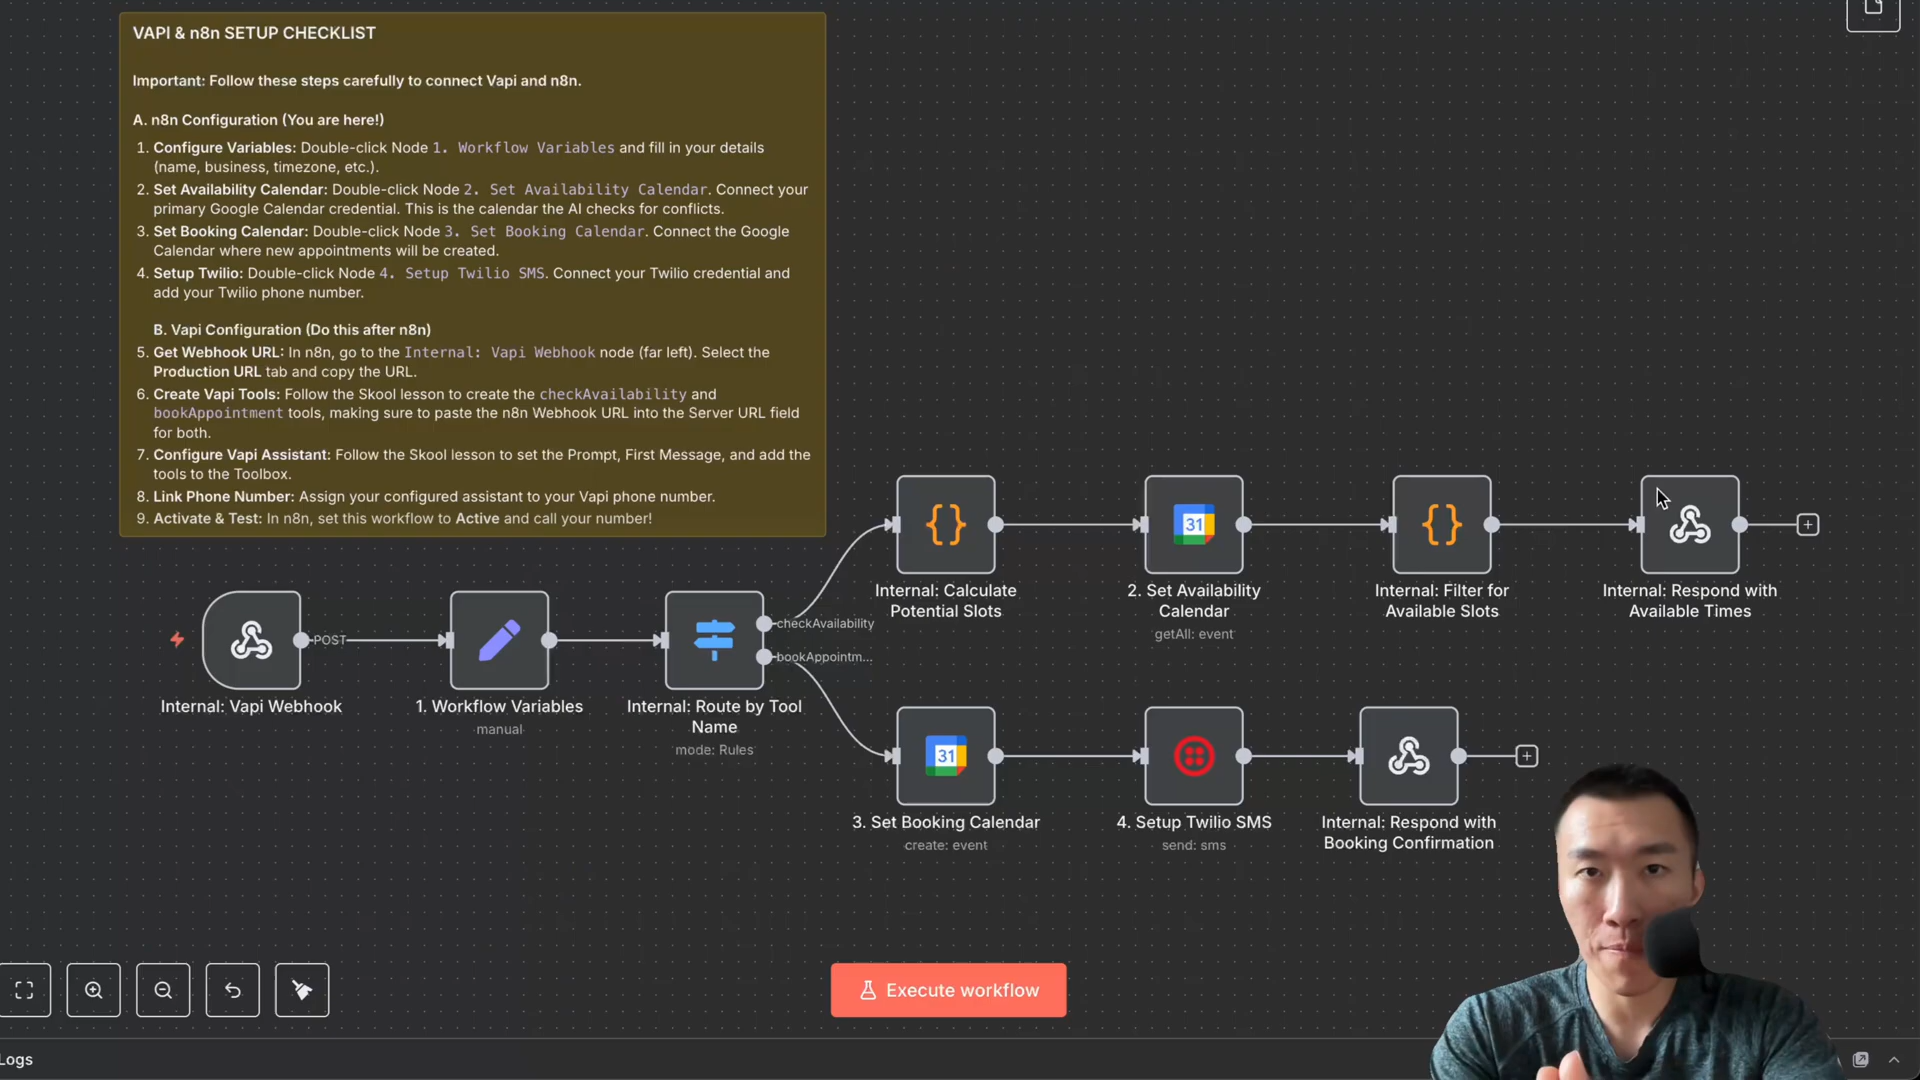 VAPI & n8n SETUP CHECKLIST
Important: Follow these steps carefully to connect Vapi and n8n.
A. n8n Configuration (You are here!)
1. Configure Variables: Double-click Node 1. Workflow Variables and fill in your details
(name, business, timezone, etc.).
2. Set Availability Calendar: Double-click Node 2. Set Availability Calendar. Connect your
primary Google Calendar credential. This is the calendar the AI checks for conflicts.
3. Set Booking Calendar: Double-click Node 3. Set Booking Calendar. Connect the Google
Calendar where new appointments will be created.
4. Setup Twilio: Double-click Node 4. Setup Twilio SMS. Connect your Twilio credential and
add your Twilio phone number.
B. Vapi Configuration (Do this after n8n)
5. Get Webhook URL: In n8n, go to the Internal: Vapi Webhook node (far left). Select the
Production URL tab and copy the URL.
6. Create Vapi Tools: Follow the Skool lesson to create the checkAvailability and
bookAppointment tools, making sure to paste the n8n Webhook URL into the Server URL field
for both.
7. Configure Vapi Assistant: Follow the Skool lesson to set the Prompt, First Message, and add the
tools to the Toolbox.
8. Link Phone Number: Assign your configured assistant to your Vapi phone number.
9. Activate & Test: In n8n, set this workflow to Active and call your number!
{}
31
{}
Internal: Calculate
Potential Slots
2. Set Availability
Calendar
getAll: event
Internal: Filter for
Available Slots
Internal: Respond with
Available Times
POST
checkAvailability
bookAppointm...
Internal: Vapi Webhook
1. Workflow Variables
manual
Internal: Route by Tool
Name
mode: Rules
31
3. Set Booking Calendar
create: event
4. Setup Twilio SMS
send: sms
Internal: Respond with
Booking Confirmation
Execute workflow
Logs